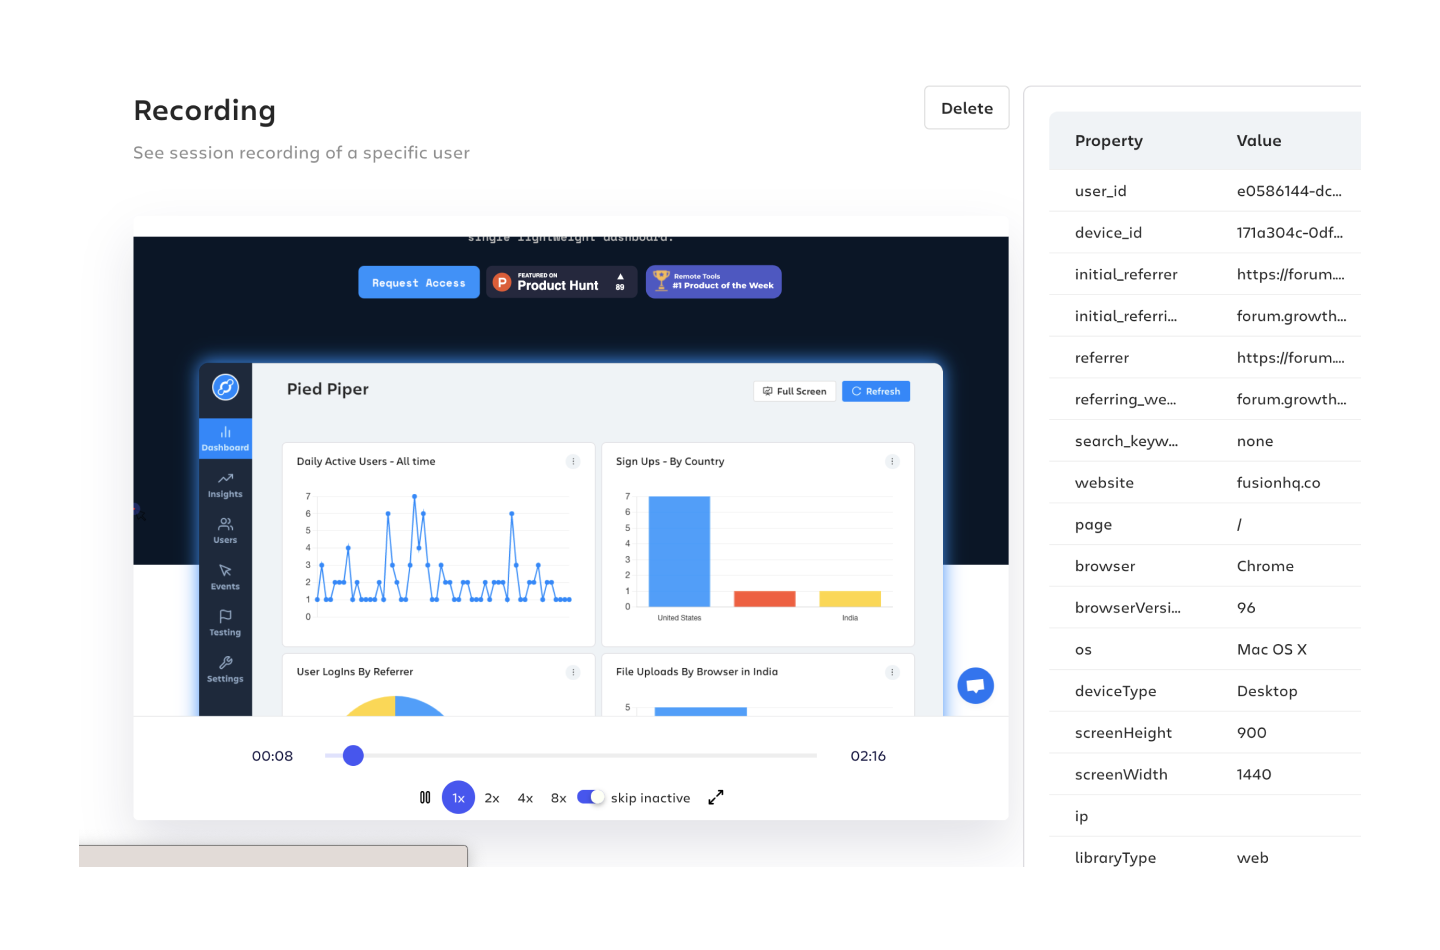 Recording
See session recording of a specific user
Delete
single lightweight dashboard.
Request Access
FEATURED ON
Product Hunt
89
Remote Tools
#1 Product of the Week
Pied Piper
Full Screen
Refresh
Dashboard
Insights
Users
Events
Testing
Settings
Daily Active Users - All time
7
6
5
4
3
2
1
0
Sign Ups - By Country
7
6
5
4
3
2
1
0
United States
India
User LogIns By Referrer
File Uploads By Browser in India
5
00:08
02:16
1x 2x 4x 8x skip inactive
Property Value
user_id e0586144-dc...
device_id 171a304c-0df...
initial_referrer https://forum....
initial_referri... forum.growth...
referrer https://forum....
referring_we... forum.growth...
search_keyw... none
website fusionhq.co
page /
browser Chrome
browserVersi... 96
os Mac OS X
deviceType Desktop
screenHeight 900
screenWidth 1440
ip
libraryType web